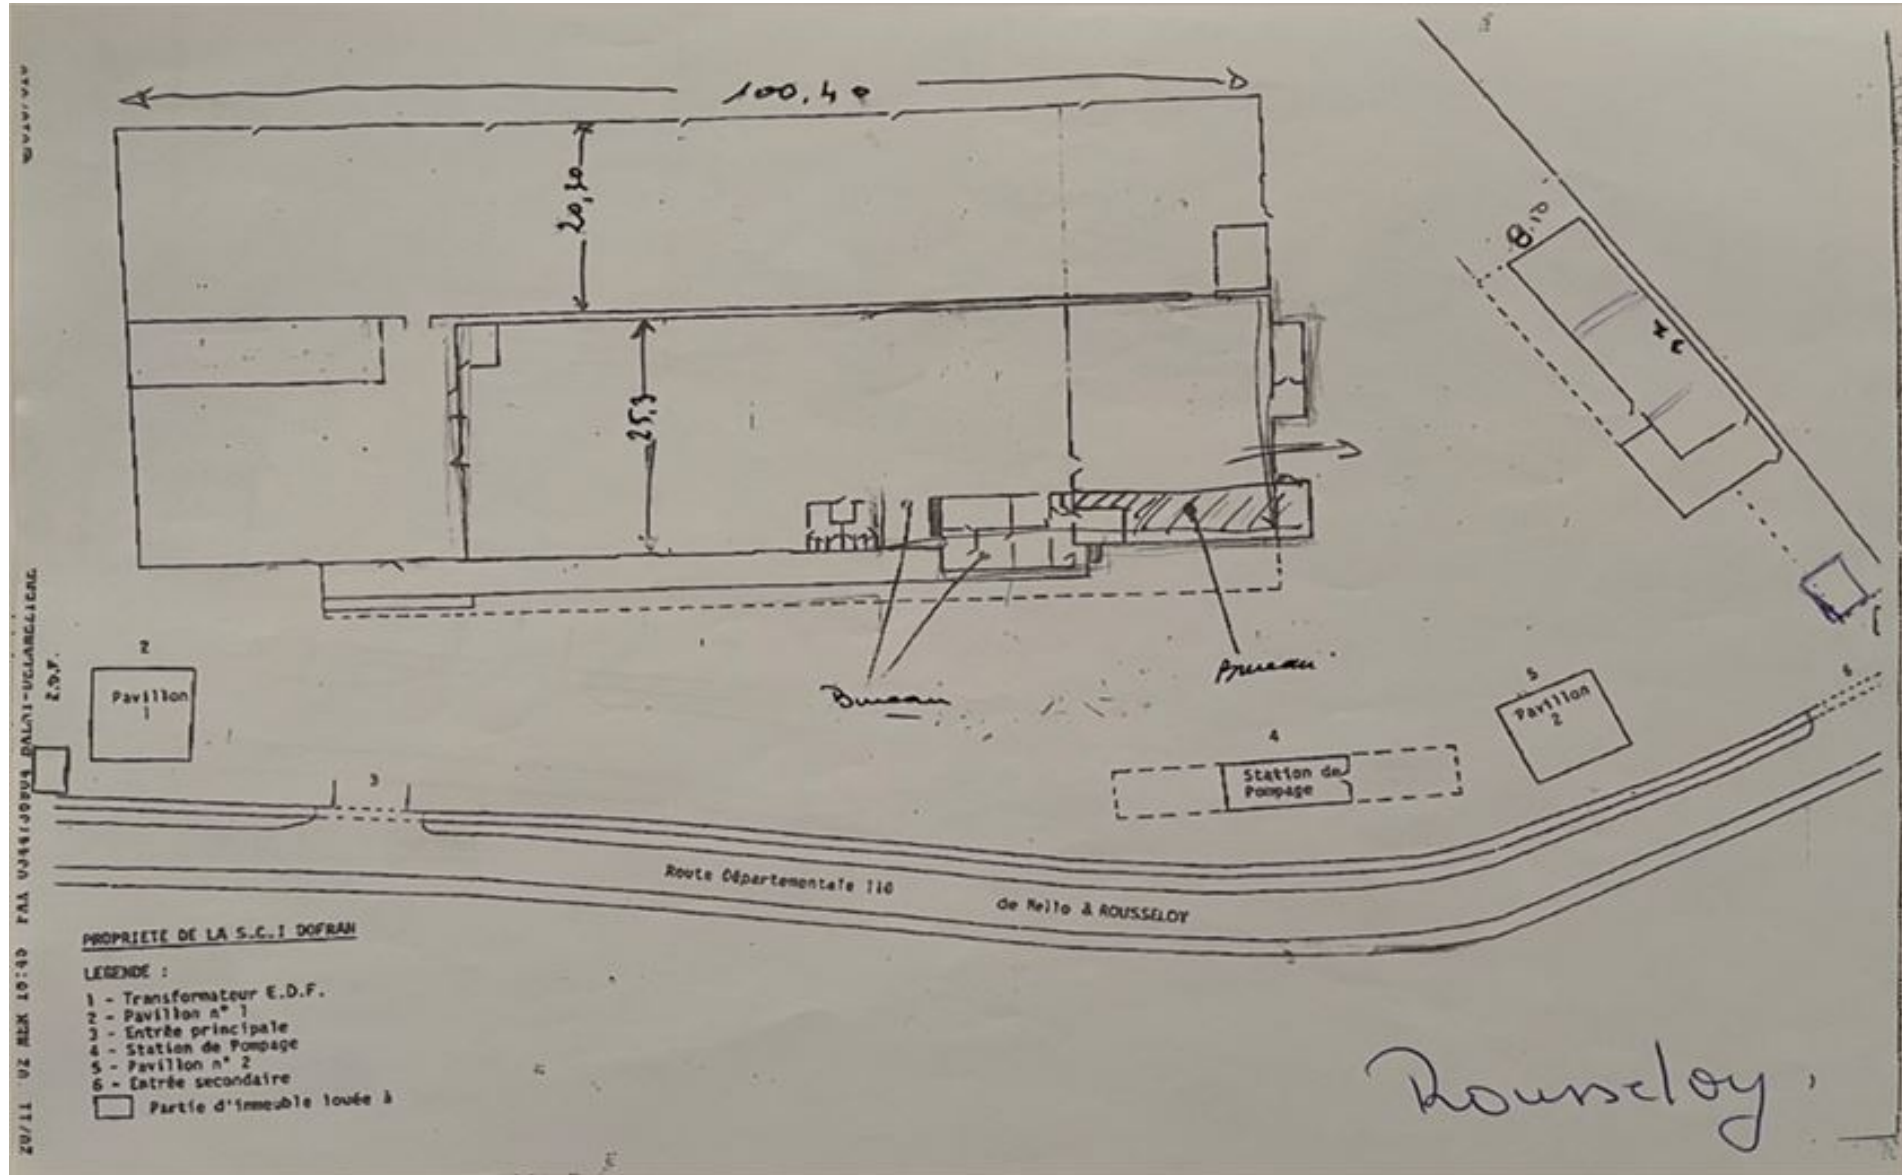 100,40
20,30
25,3
8,10
Bureau
Bureau
2
Pavillon
1
E.D.F.
3
4
Station de
Pompage
5
Pavillon
2
6
Route Départementale 110
de Mello à ROUSSELOY
PROPRIETE DE LA S.C.I DOFRAN
LEGENDE :
1 - Transformateur E.D.F.
2 - Pavillon n° 1
3 - Entrée principale
4 - Station de Pompage
5 - Pavillon n° 2
6 - Entrée secondaire
Partie d'immeuble louée à
Rousseloy.